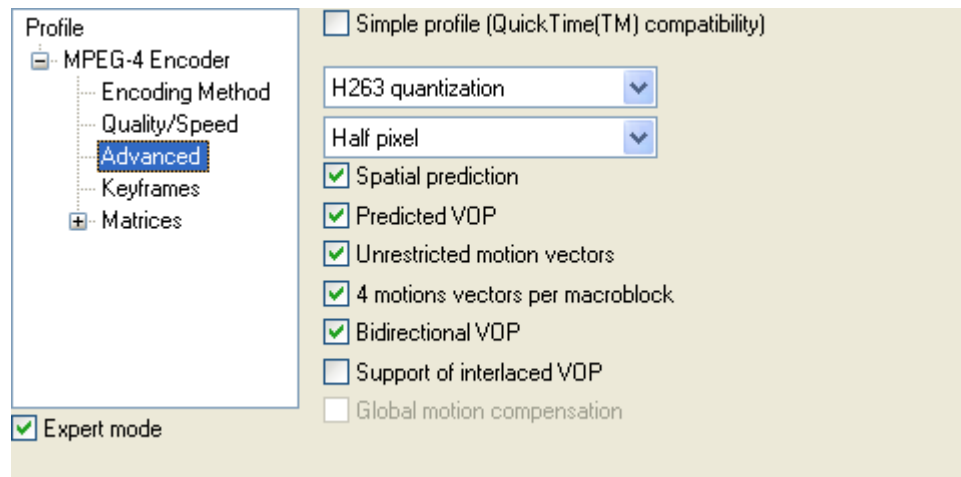 Profile
MPEG-4 Encoder
Encoding Method
Quality/Speed
Advanced
Keyframes
Matrices
Expert mode
Simple profile (QuickTime(TM) compatibility)
H263 quantization
Half pixel
Spatial prediction
Predicted VOP
Unrestricted motion vectors
4 motions vectors per macroblock
Bidirectional VOP
Support of interlaced VOP
Global motion compensation